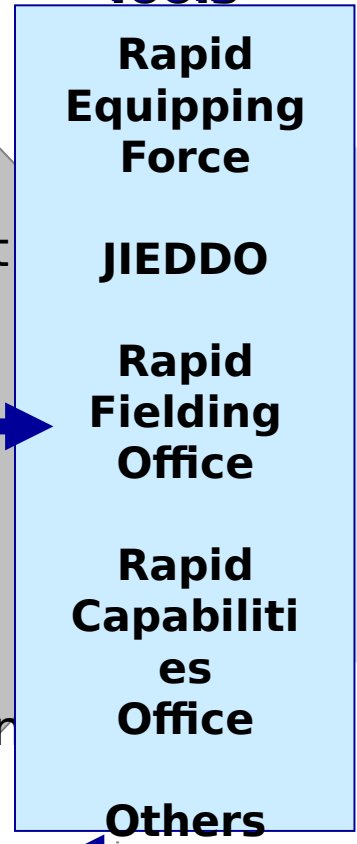 Rapid
Equipping
Force
JIEDDO
Rapid
Fielding
Office
Rapid
Capabiliti
es
Office
Others